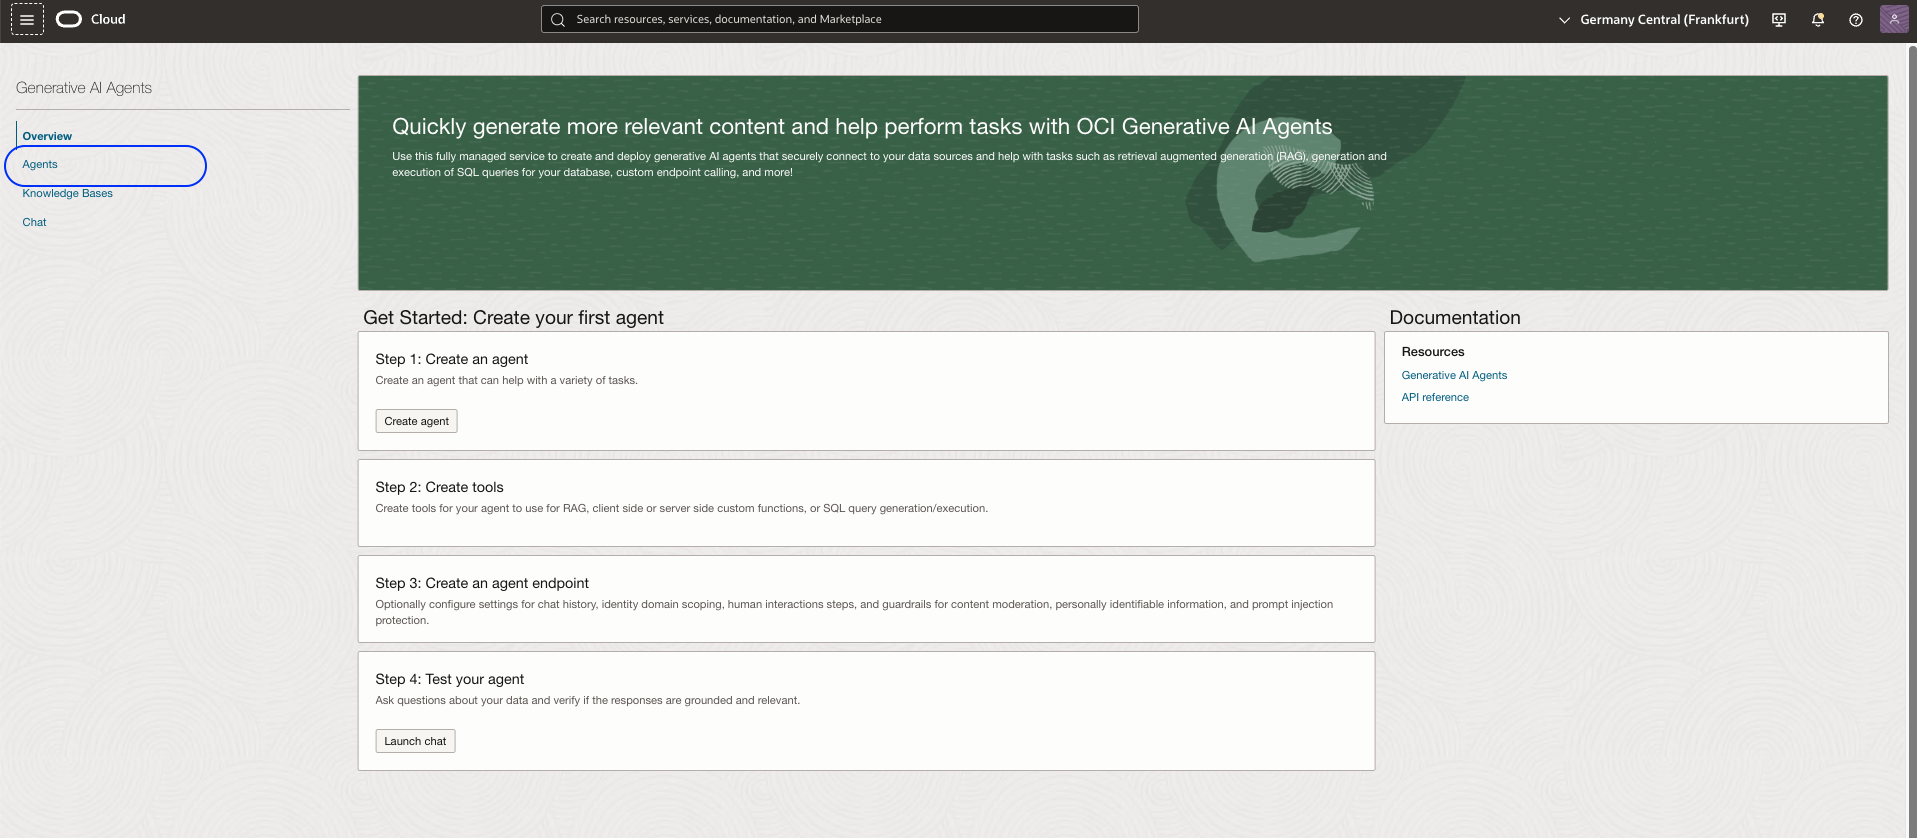 Cloud
Search resources, services, documentation, and Marketplace
Germany Central (Frankfurt)
Generative AI Agents
Overview
Agents
Knowledge Bases
Chat
Quickly generate more relevant content and help perform tasks with OCI Generative AI Agents
Use this fully managed service to create and deploy generative AI agents that securely connect to your data sources and help with tasks such as retrieval augmented generation (RAG), generation and
execution of SQL queries for your database, custom endpoint calling, and more!
Get Started: Create your first agent
Step 1: Create an agent
Create an agent that can help with a variety of tasks.
Create agent
Step 2: Create tools
Create tools for your agent to use for RAG, client side or server side custom functions, or SQL query generation/execution.
Step 3: Create an agent endpoint
Optionally configure settings for chat history, identity domain scoping, human interactions steps, and guardrails for content moderation, personally identifiable information, and prompt injection
protection.
Step 4: Test your agent
Ask questions about your data and verify if the responses are grounded and relevant.
Launch chat
Documentation
Resources
Generative AI Agents
API reference